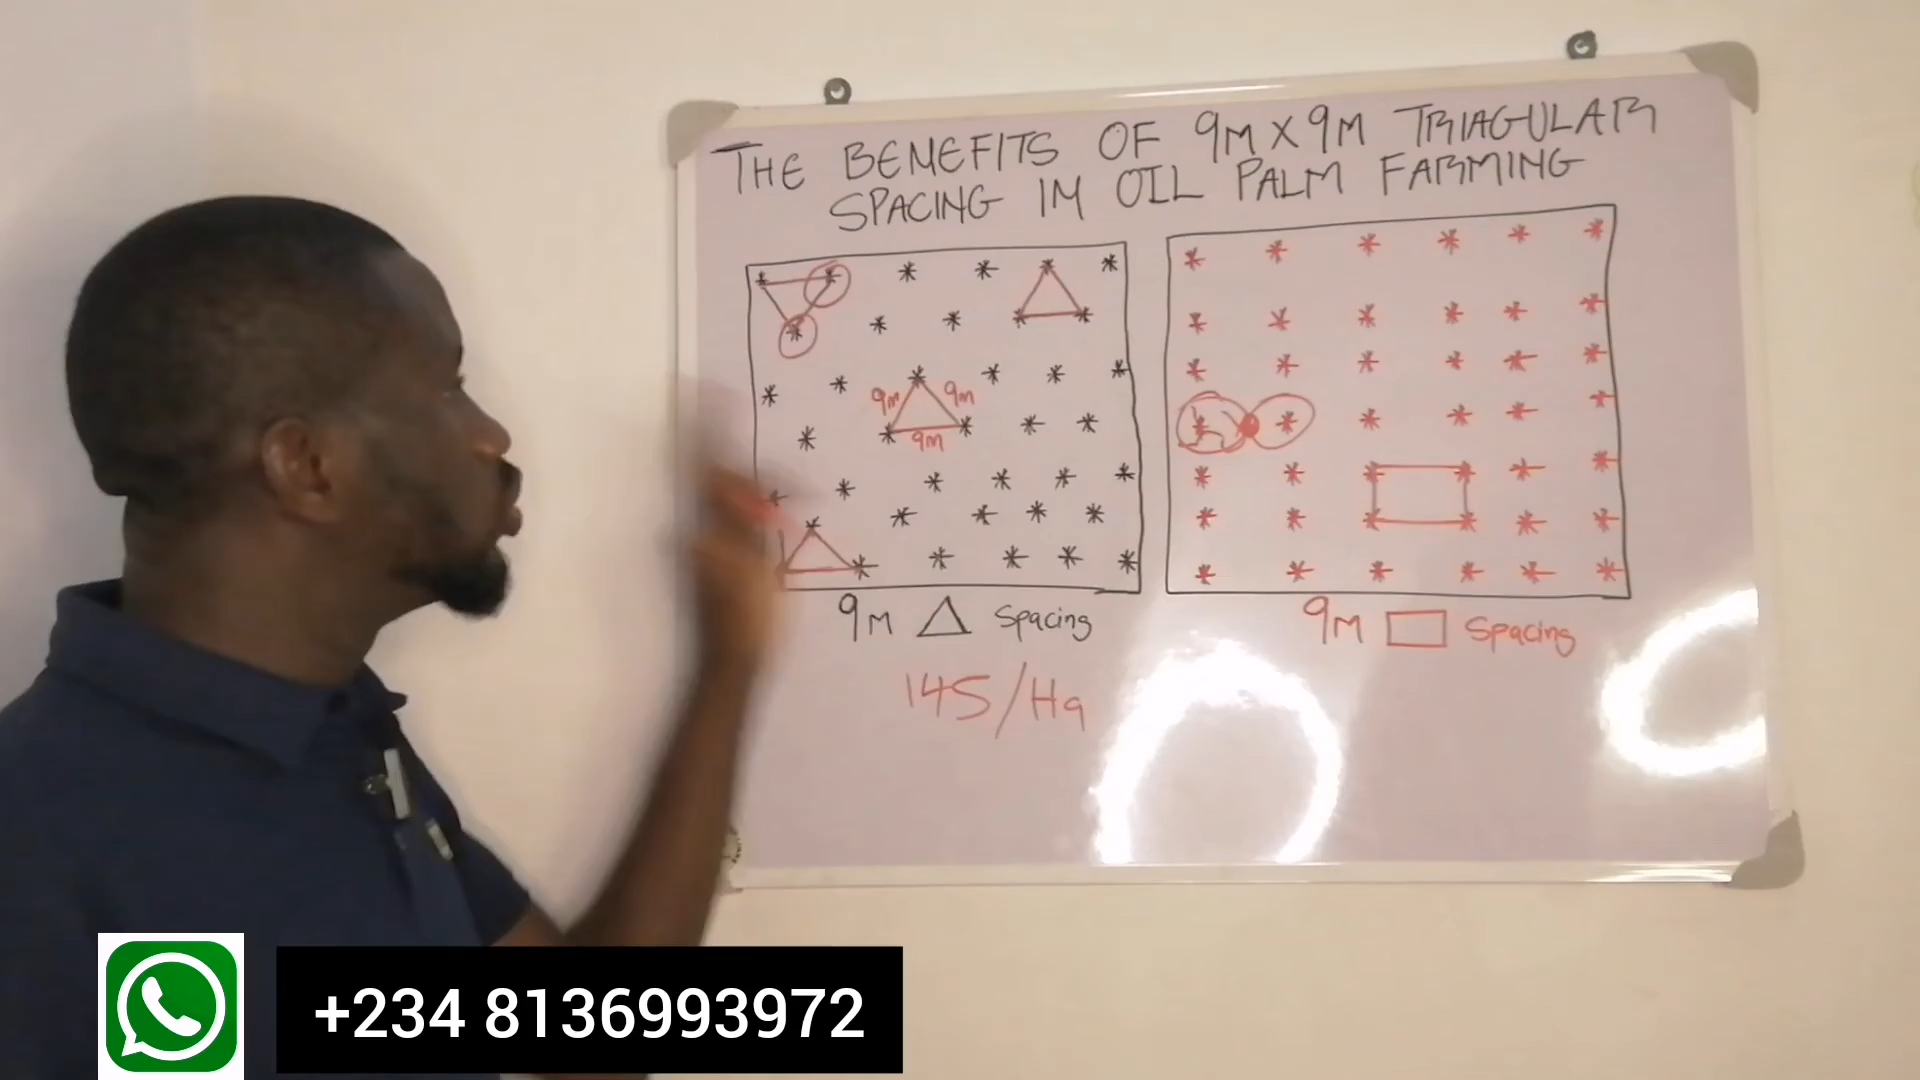 THE BENEFITS OF 9M X 9M TRIAGULAR
SPACING IN OIL PALM FARMING
9m 9m
9m
9M △ Spacing
9M ▭ Spacing
145/Ha
+234 8136993972